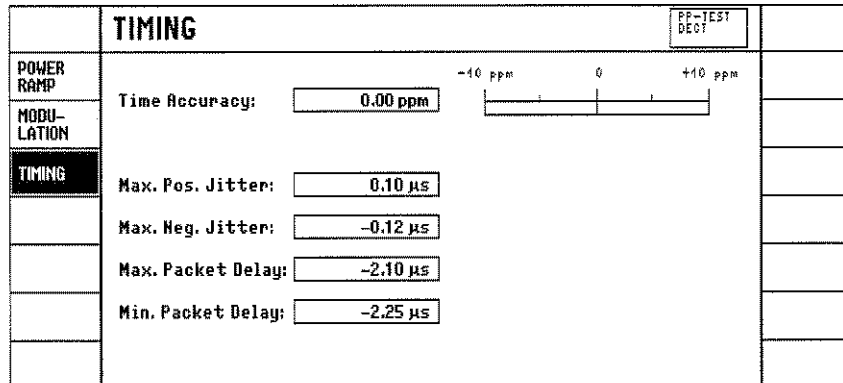 TIMING
PP-TEST
DECT
POWER
RAMP
MODU-
LATION
TIMING
-10 ppm 0 +10 ppm
Time Accuracy: 0.00 ppm
Max. Pos. Jitter: 0.10 µs
Max. Neg. Jitter: -0.12 µs
Max. Packet Delay: -2.10 µs
Min. Packet Delay: -2.25 µs